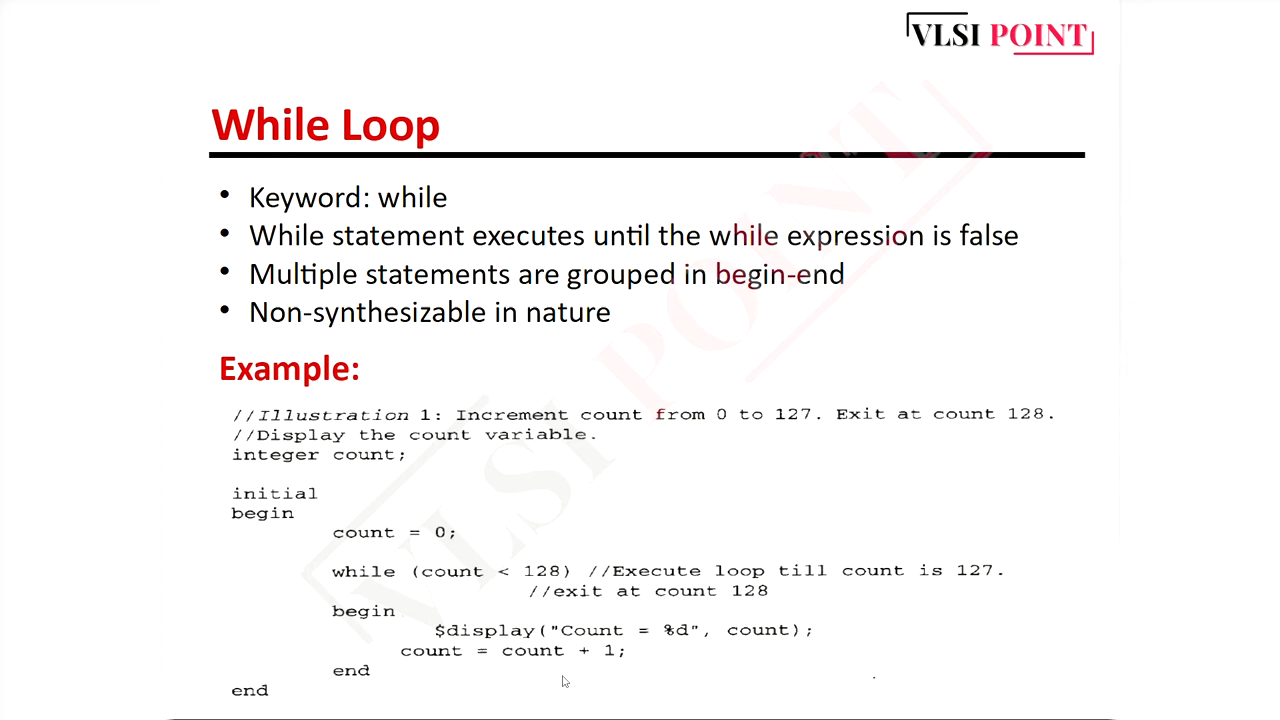 VLSI POINT
While Loop
• Keyword: while
• While statement executes until the while expression is false
• Multiple statements are grouped in begin-end
• Non-synthesizable in nature
Example:
//Illustration 1: Increment count from 0 to 127. Exit at count 128.
//Display the count variable.
integer count;
initial
begin
count = 0;
while (count < 128) //Execute loop till count is 127.
//exit at count 128
begin
$display("Count = %d", count);
count = count + 1;
end
end
VLSI POINT